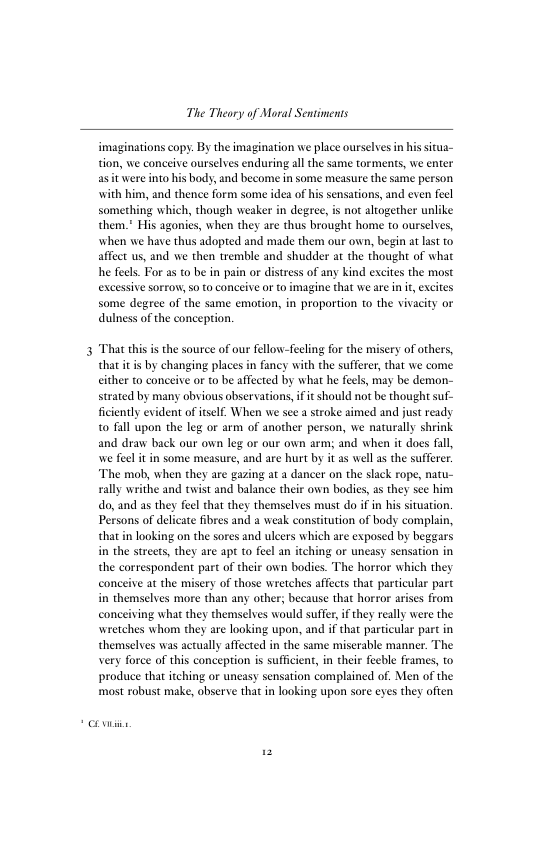 The Theory of Moral Sentiments
imaginations copy. By the imagination we place ourselves in his situa-
tion, we conceive ourselves enduring all the same torments, we enter
as it were into his body, and become in some measure the same person
with him, and thence form some idea of his sensations, and even feel
something which, though weaker in degree, is not altogether unlike
them.¹ His agonies, when they are thus brought home to ourselves,
when we have thus adopted and made them our own, begin at last to
affect us, and we then tremble and shudder at the thought of what
he feels. For as to be in pain or distress of any kind excites the most
excessive sorrow, so to conceive or to imagine that we are in it, excites
some degree of the same emotion, in proportion to the vivacity or
dulness of the conception.
3 That this is the source of our fellow-feeling for the misery of others,
that it is by changing places in fancy with the sufferer, that we come
either to conceive or to be affected by what he feels, may be demon-
strated by many obvious observations, if it should not be thought suf-
ficiently evident of itself. When we see a stroke aimed and just ready
to fall upon the leg or arm of another person, we naturally shrink
and draw back our own leg or our own arm; and when it does fall,
we feel it in some measure, and are hurt by it as well as the sufferer.
The mob, when they are gazing at a dancer on the slack rope, natu-
rally writhe and twist and balance their own bodies, as they see him
do, and as they feel that they themselves must do if in his situation.
Persons of delicate fibres and a weak constitution of body complain,
that in looking on the sores and ulcers which are exposed by beggars
in the streets, they are apt to feel an itching or uneasy sensation in
the correspondent part of their own bodies. The horror which they
conceive at the misery of those wretches affects that particular part
in themselves more than any other; because that horror arises from
conceiving what they themselves would suffer, if they really were the
wretches whom they are looking upon, and if that particular part in
themselves was actually affected in the same miserable manner. The
very force of this conception is sufficient, in their feeble frames, to
produce that itching or uneasy sensation complained of. Men of the
most robust make, observe that in looking upon sore eyes they often
¹ Cf. VII.iii.1.
12